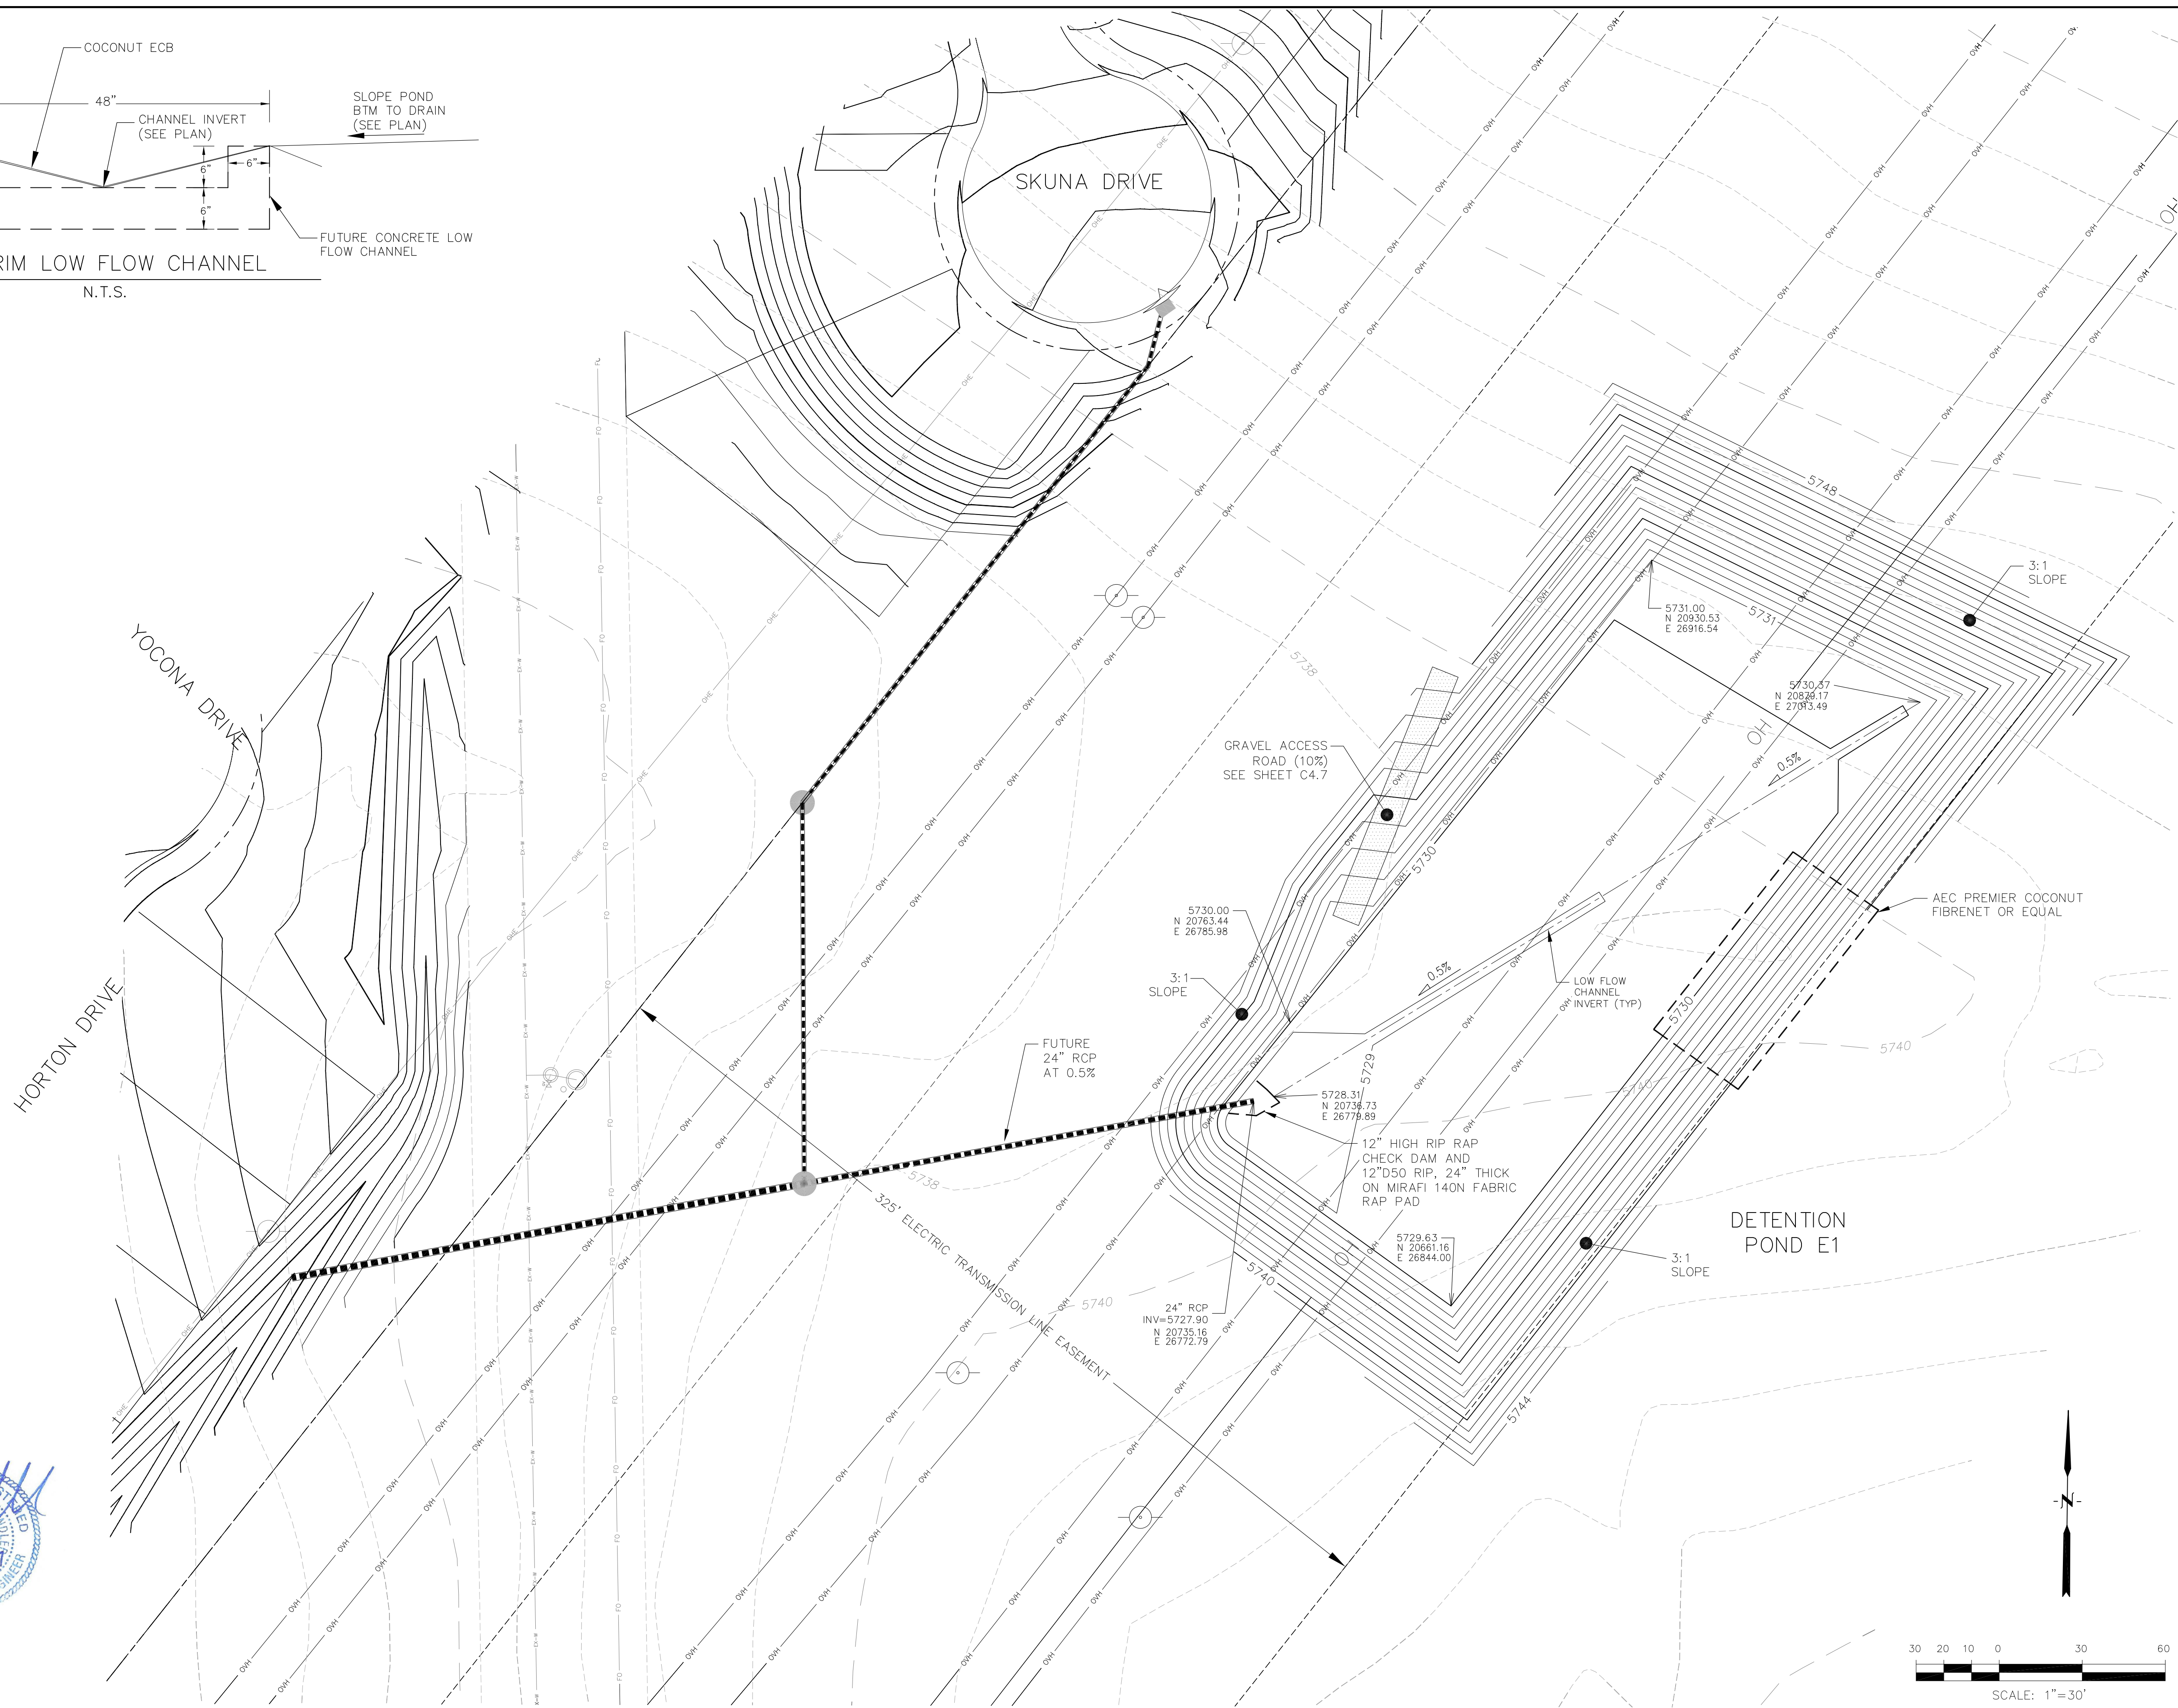 COCONUT ECB
48"
CHANNEL INVERT
(SEE PLAN)
SLOPE POND
BTM TO DRAIN
(SEE PLAN)
6"
6"
6"
FUTURE CONCRETE LOW
FLOW CHANNEL
RIM LOW FLOW CHANNEL
N.T.S.
SKUNA DRIVE
YOCONA DRIVE
HORTON DRIVE
5748
3:1
SLOPE
5731.00
N 20930.53
E 26916.54
5731
5738
5730.37
N 20879.17
E 27013.49
OH
0.5%
GRAVEL ACCESS
ROAD (10%)
SEE SHEET C4.7
5730
AEC PREMIER COCONUT
FIBRENET OR EQUAL
5730.00
N 20763.44
E 26785.98
3:1
SLOPE
0.5%
LOW FLOW
CHANNEL
INVERT (TYP)
5730
5740
5740
FUTURE
24" RCP
AT 0.5%
5729
5728.31
N 20736.73
E 26779.89
12" HIGH RIP RAP
CHECK DAM AND
12"D50 RIP, 24" THICK
ON MIRAFI 140N FABRIC
RAP PAD
5738
325' ELECTRIC TRANSMISSION LINE EASEMENT
DETENTION
POND E1
5729.63
N 20661.16
E 26844.00
3:1
SLOPE
5740
5740
24" RCP
INV=5727.90
N 20735.16
E 26772.79
5744
OVH
OHE
FO
N
30 20 10 0 30 60
SCALE: 1"=30'